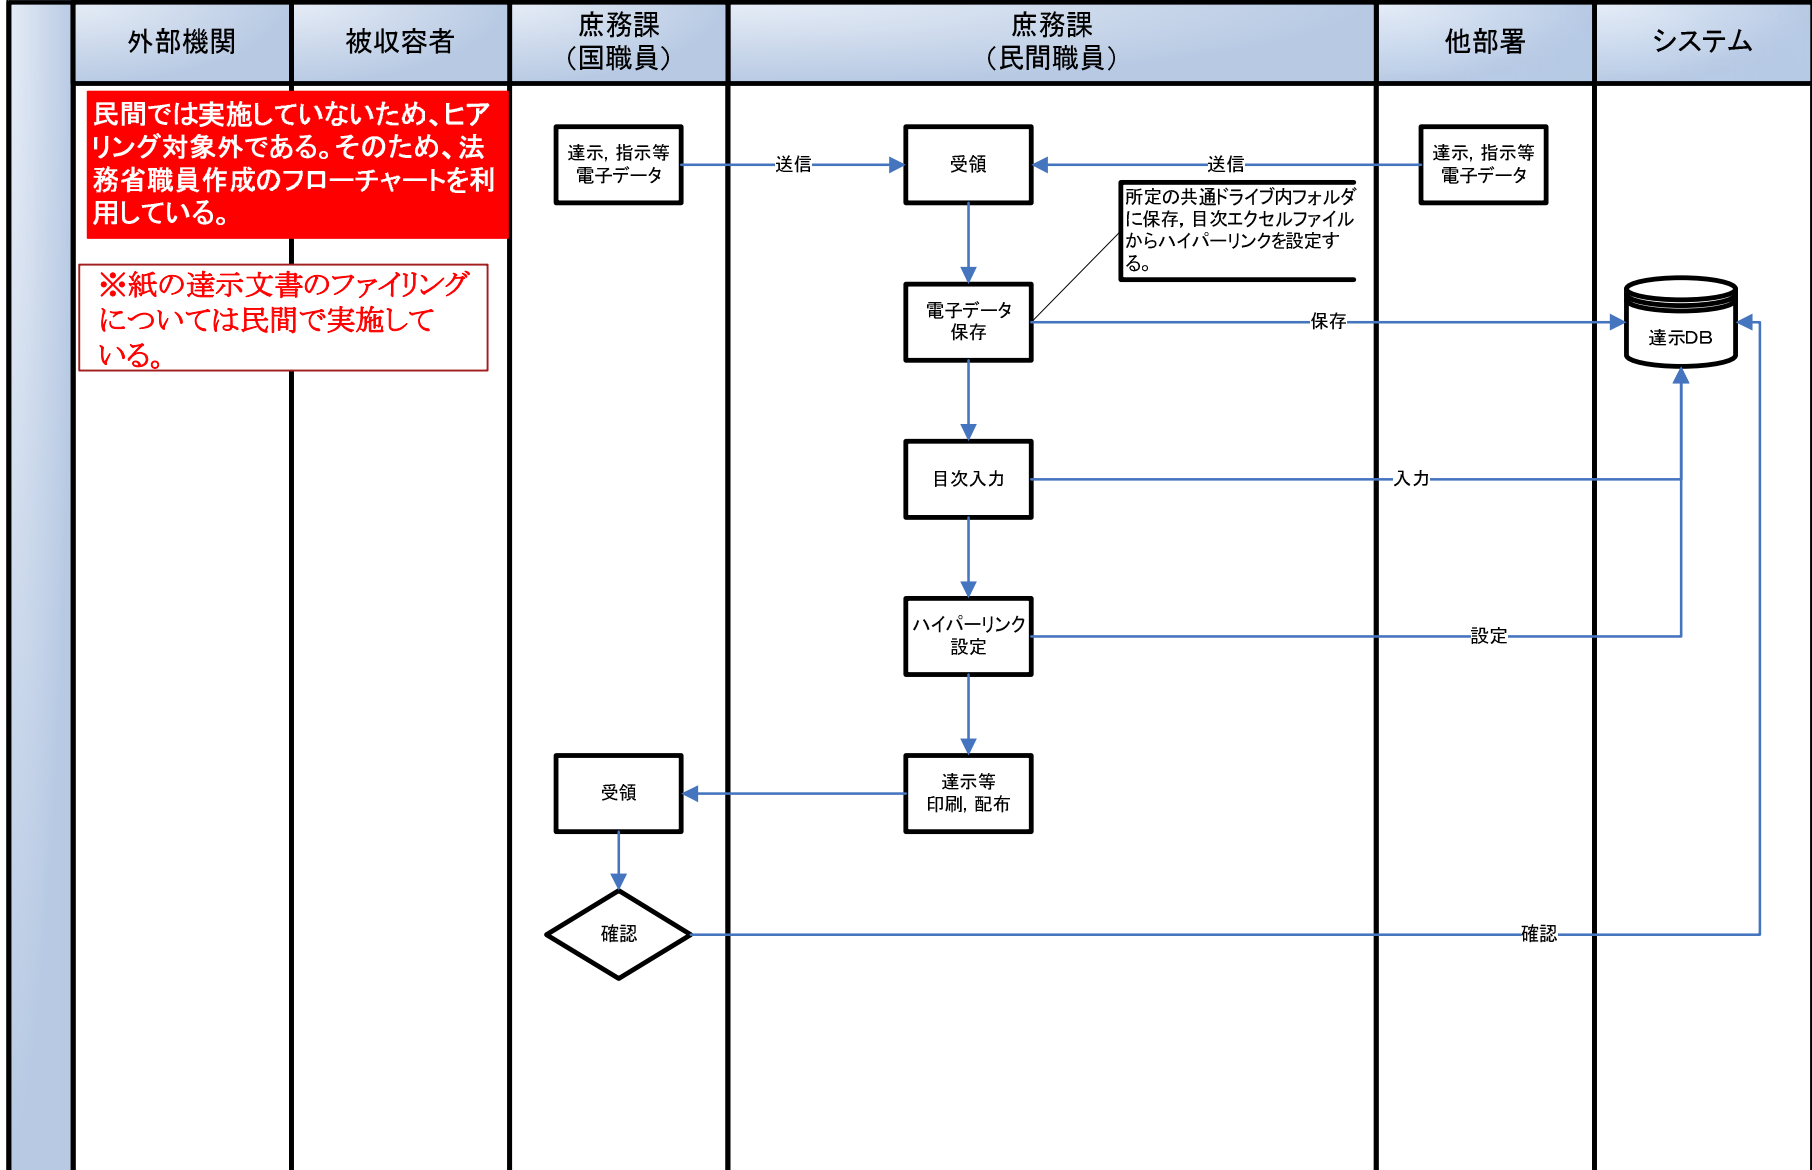 外部機関
被収容者
庶務課
（国職員）
庶務課
（民間職員）
他部署
システム
民間では実施していないため、ヒア
リング対象外である。そのため、法
務省職員作成のフローチャートを利
用している。
※紙の達示文書のファイリング
については民間で実施して
いる。
達示，指示等
電子データ
送信
受領
送信
達示，指示等
電子データ
所定の共通ドライブ内フォルダ
に保存，目次エクセルファイル
からハイパーリンクを設定す
る。
電子データ
保存
保存
達示DB
目次入力
入力
ハイパーリンク
設定
設定
受領
達示等
印刷，配布
確認
確認